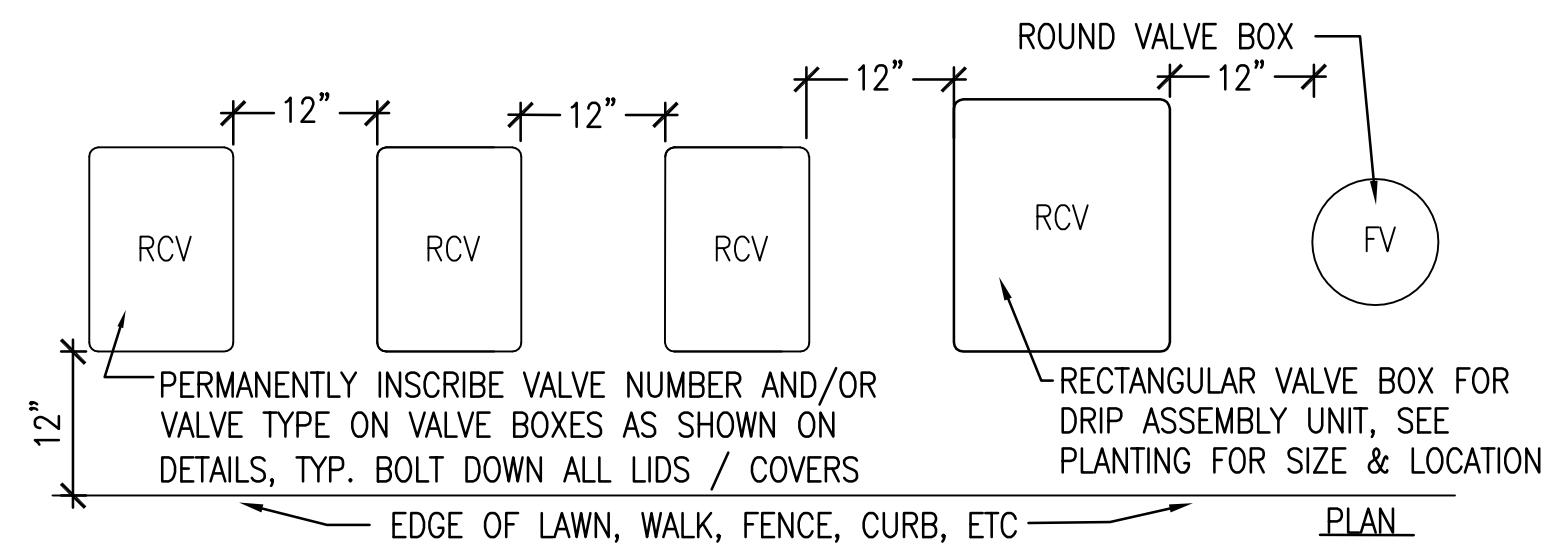 ROUND VALVE BOX
12”
12”
12”
12”
RCV
RCV
RCV
RCV
FV
12”
PERMANENTLY INSCRIBE VALVE NUMBER AND/OR
VALVE TYPE ON VALVE BOXES AS SHOWN ON
DETAILS, TYP. BOLT DOWN ALL LIDS / COVERS
RECTANGULAR VALVE BOX FOR
DRIP ASSEMBLY UNIT, SEE
PLANTING FOR SIZE & LOCATION
EDGE OF LAWN, WALK, FENCE, CURB, ETC
PLAN